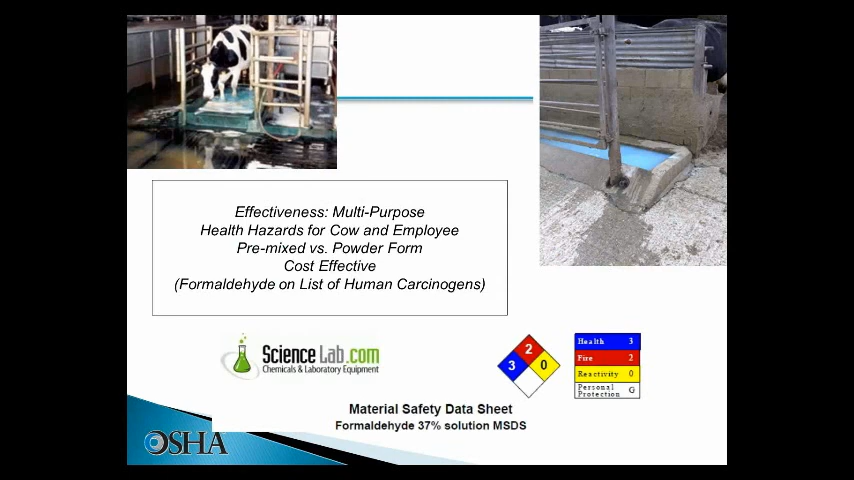 Effectiveness: Multi-Purpose
Health Hazards for Cow and Employee
Pre-mixed vs. Powder Form
Cost Effective
(Formaldehyde on List of Human Carcinogens)
Science Lab.com
Chemicals & Laboratory Equipment
2
3 0
Health 3
Fire 2
Reactivity 0
Personal
Protection G
Material Safety Data Sheet
Formaldehyde 37% solution MSDS
OSHA